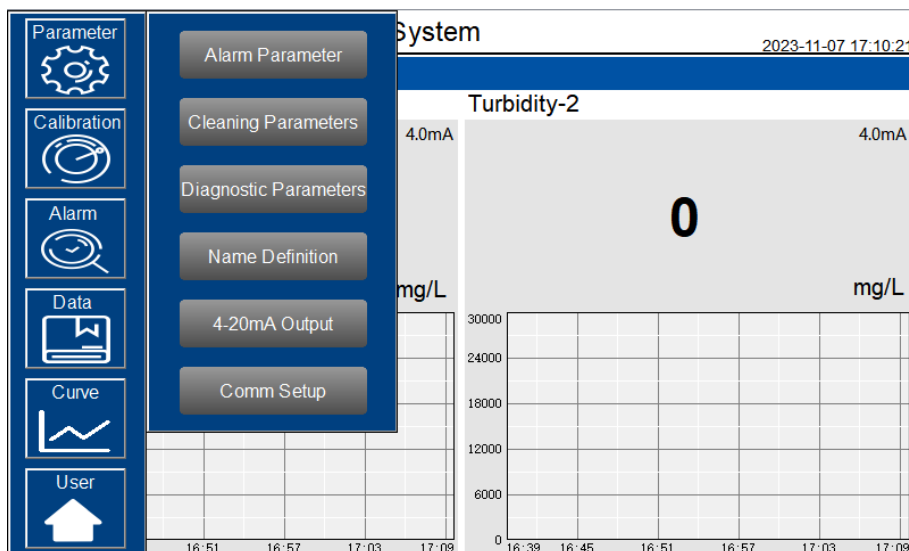 Parameter
Calibration
Alarm
Data
Curve
User
Alarm Parameter
Cleaning Parameters
Diagnostic Parameters
Name Definition
4-20mA Output
Comm Setup
System
2023-11-07 17:10:21
4.0mA
mg/L
16:51 16:57 17:03 17:09
Turbidity-2
4.0mA
0
mg/L
30000
24000
18000
12000
6000
0
16:39 16:45 16:51 16:57 17:03 17:09